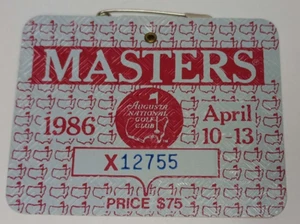 MASTERS
1986
AUGUSTA
NATIONAL
GOLF
CLUB
April
10-13
X12755
PRICE $75